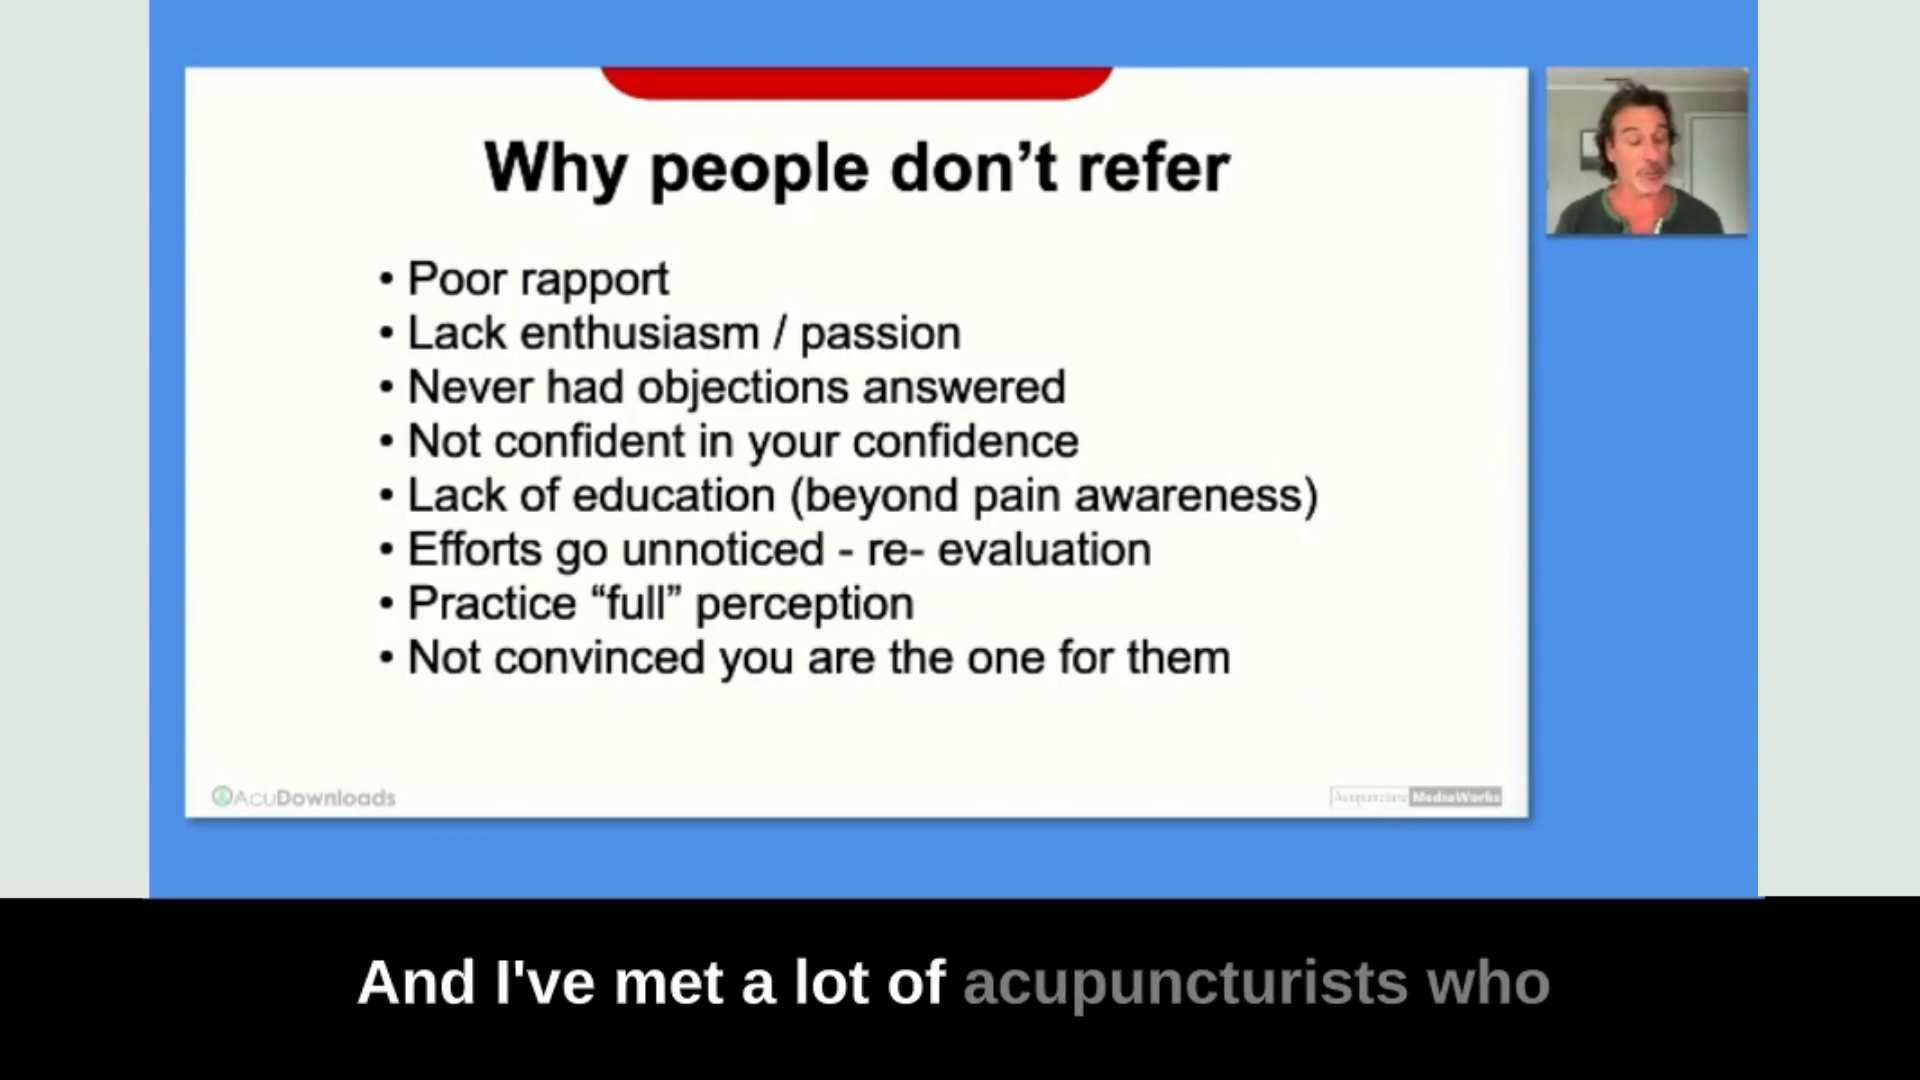 Why people don’t refer
• Poor rapport
• Lack enthusiasm / passion
• Never had objections answered
• Not confident in your confidence
• Lack of education (beyond pain awareness)
• Efforts go unnoticed - re- evaluation
• Practice “full” perception
• Not convinced you are the one for them
AcuDownloads
Acupuncture MediaWorks
And I've met a lot of acupuncturists who